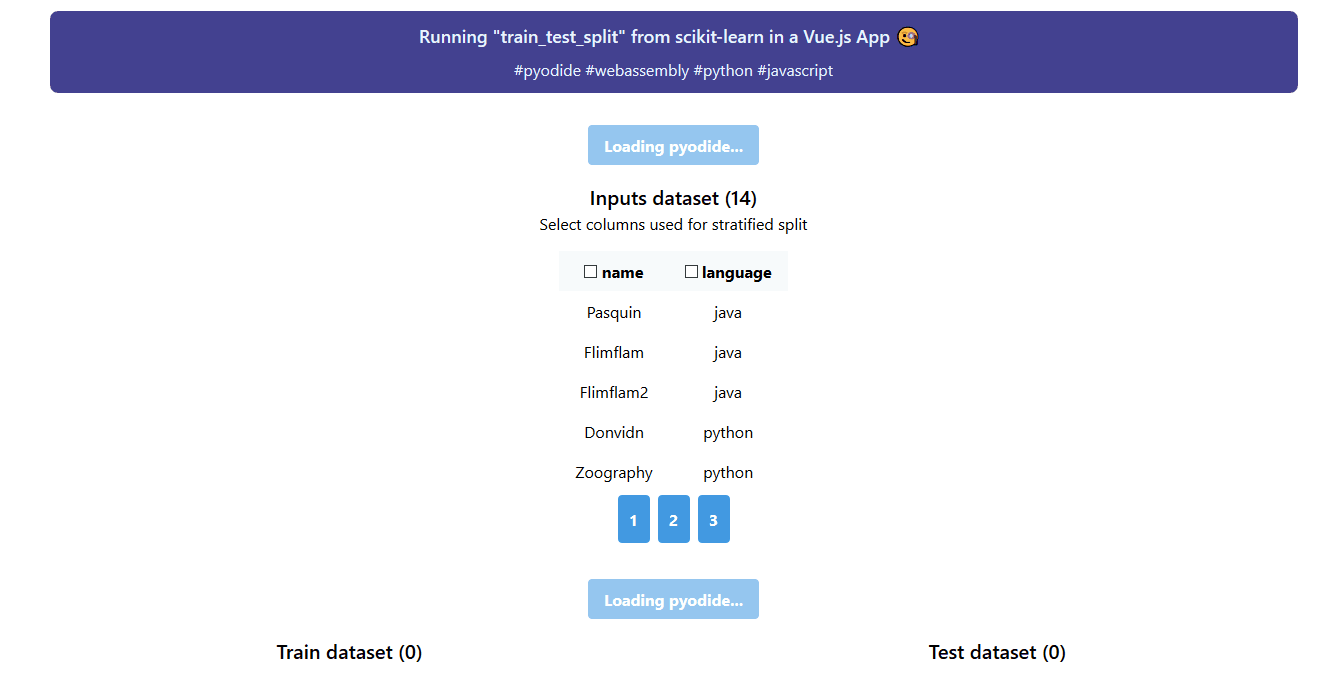 Running "train_test_split" from scikit-learn in a Vue.js App 🧐
#pyodide #webassembly #python #javascript
Loading pyodide...
Inputs dataset (14)
Select columns used for stratified split
name language
Pasquin java
Flimflam java
Flimflam2 java
Donvidn python
Zoography python
1 2 3
Loading pyodide...
Train dataset (0) Test dataset (0)